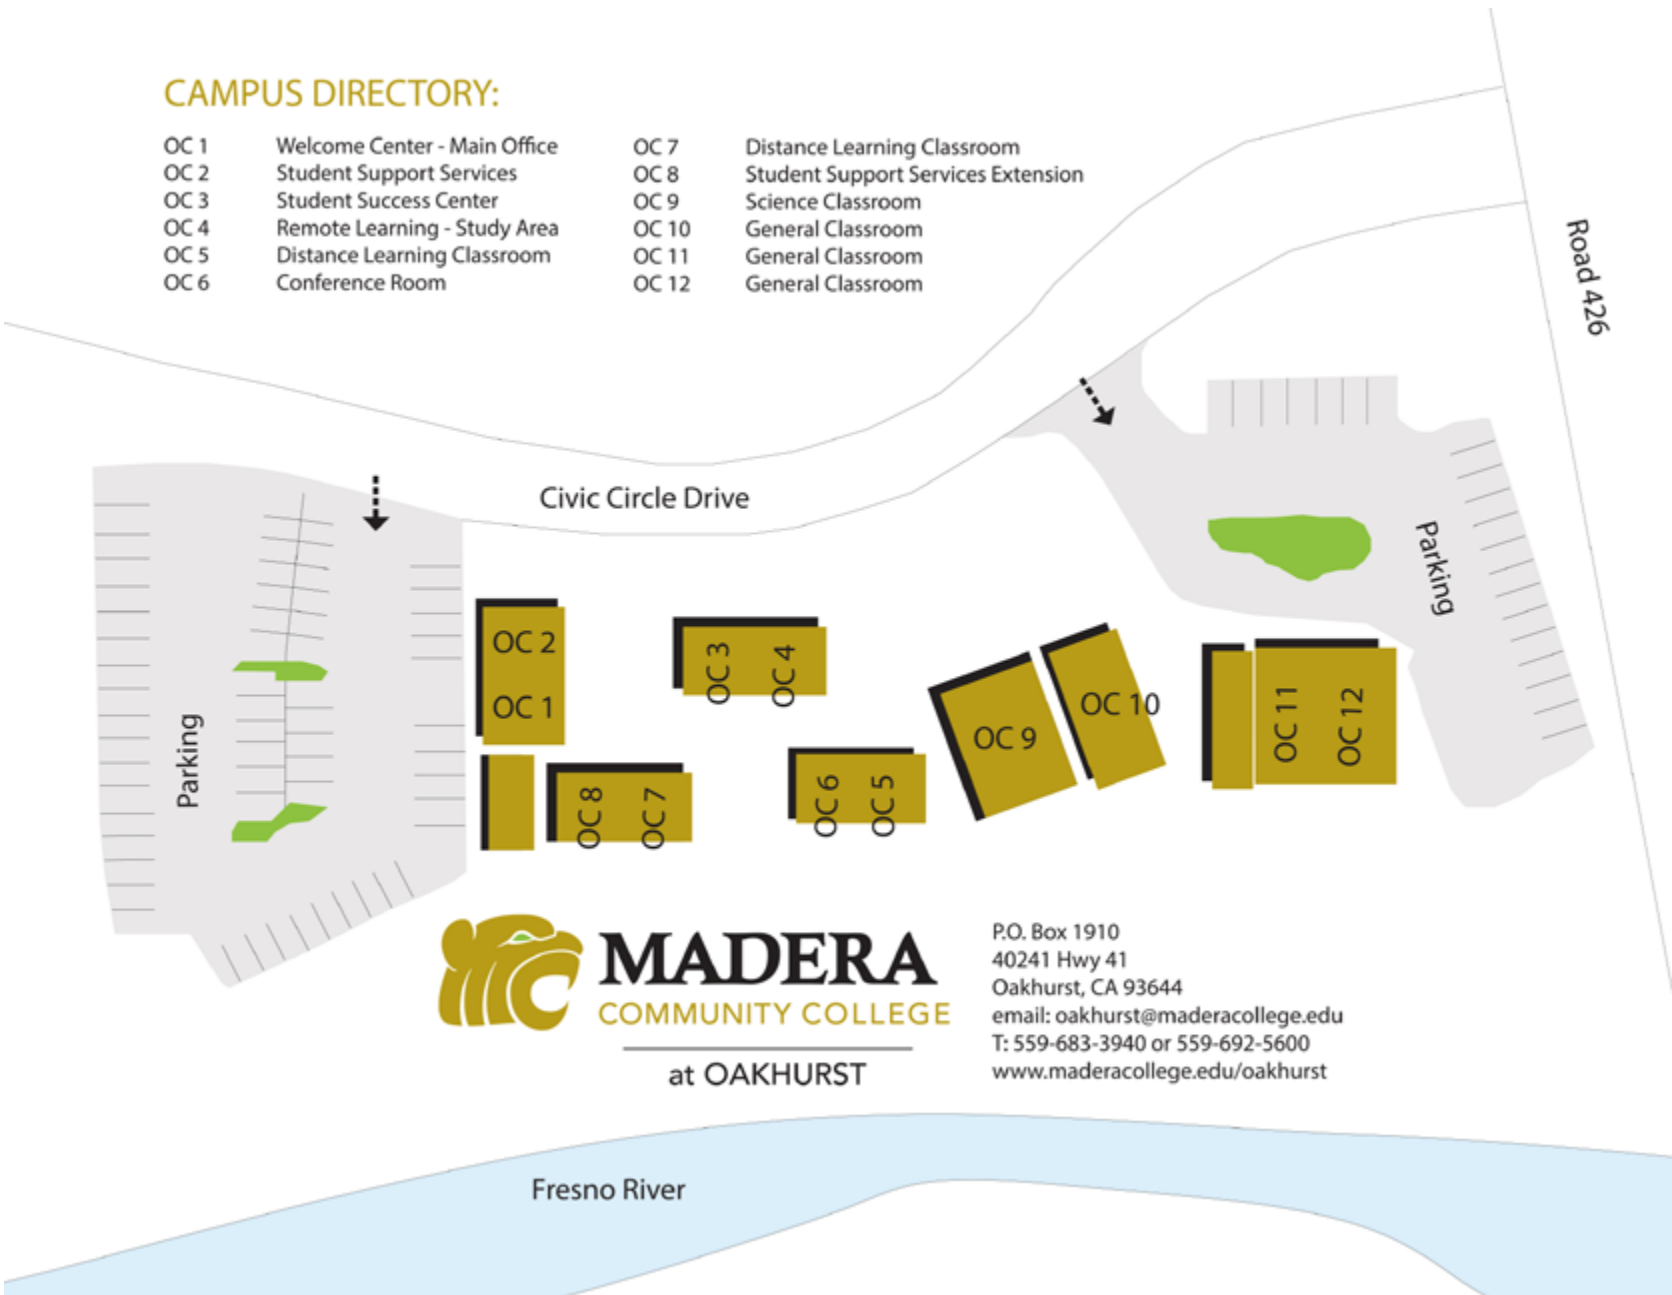 CAMPUS DIRECTORY:
OC 1 Welcome Center - Main Office
OC 2 Student Support Services
OC 3 Student Success Center
OC 4 Remote Learning - Study Area
OC 5 Distance Learning Classroom
OC 6 Conference Room
OC 7 Distance Learning Classroom
OC 8 Student Support Services Extension
OC 9 Science Classroom
OC 10 General Classroom
OC 11 General Classroom
OC 12 General Classroom
Road 426
Civic Circle Drive
Parking
Parking
OC 2
OC 1
OC 3
OC 4
OC 8
OC 7
OC 6
OC 5
OC 9
OC 10
OC 11
OC 12
MADERA
COMMUNITY COLLEGE
at OAKHURST
P.O. Box 1910
40241 Hwy 41
Oakhurst, CA 93644
email: oakhurst@maderacollege.edu
T: 559-683-3940 or 559-692-5600
www.maderacollege.edu/oakhurst
Fresno River